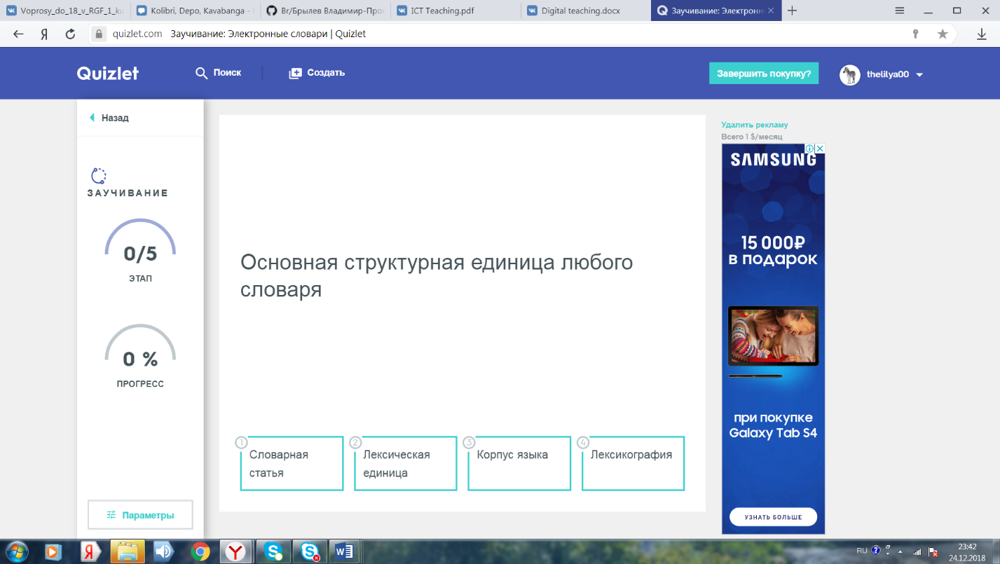 Voprosy_do_18_v_RGF_1_ku
Kolibri, Depo, Kavabanga -
Br/Брылев Владимир-Прое
ICT Teaching.pdf
Digital teaching.docx
Заучивание: Электронн
quizlet.com Заучивание: Электронные словари | Quizlet
Quizlet
Поиск
Создать
Завершить покупку?
thelilya00
Назад
ЗАУЧИВАНИЕ
0/5
ЭТАП
0 %
ПРОГРЕСС
Параметры
Основная структурная единица любого
словаря
1
Словарная
статья
2
Лексическая
единица
3
Корпус языка
4
Лексикография
Удалить рекламу
Всего 1 $/месяц
SAMSUNG
15 000₽
в подарок
при покупке
Galaxy Tab S4
УЗНАТЬ БОЛЬШЕ
RU
23:42
24.12.2018